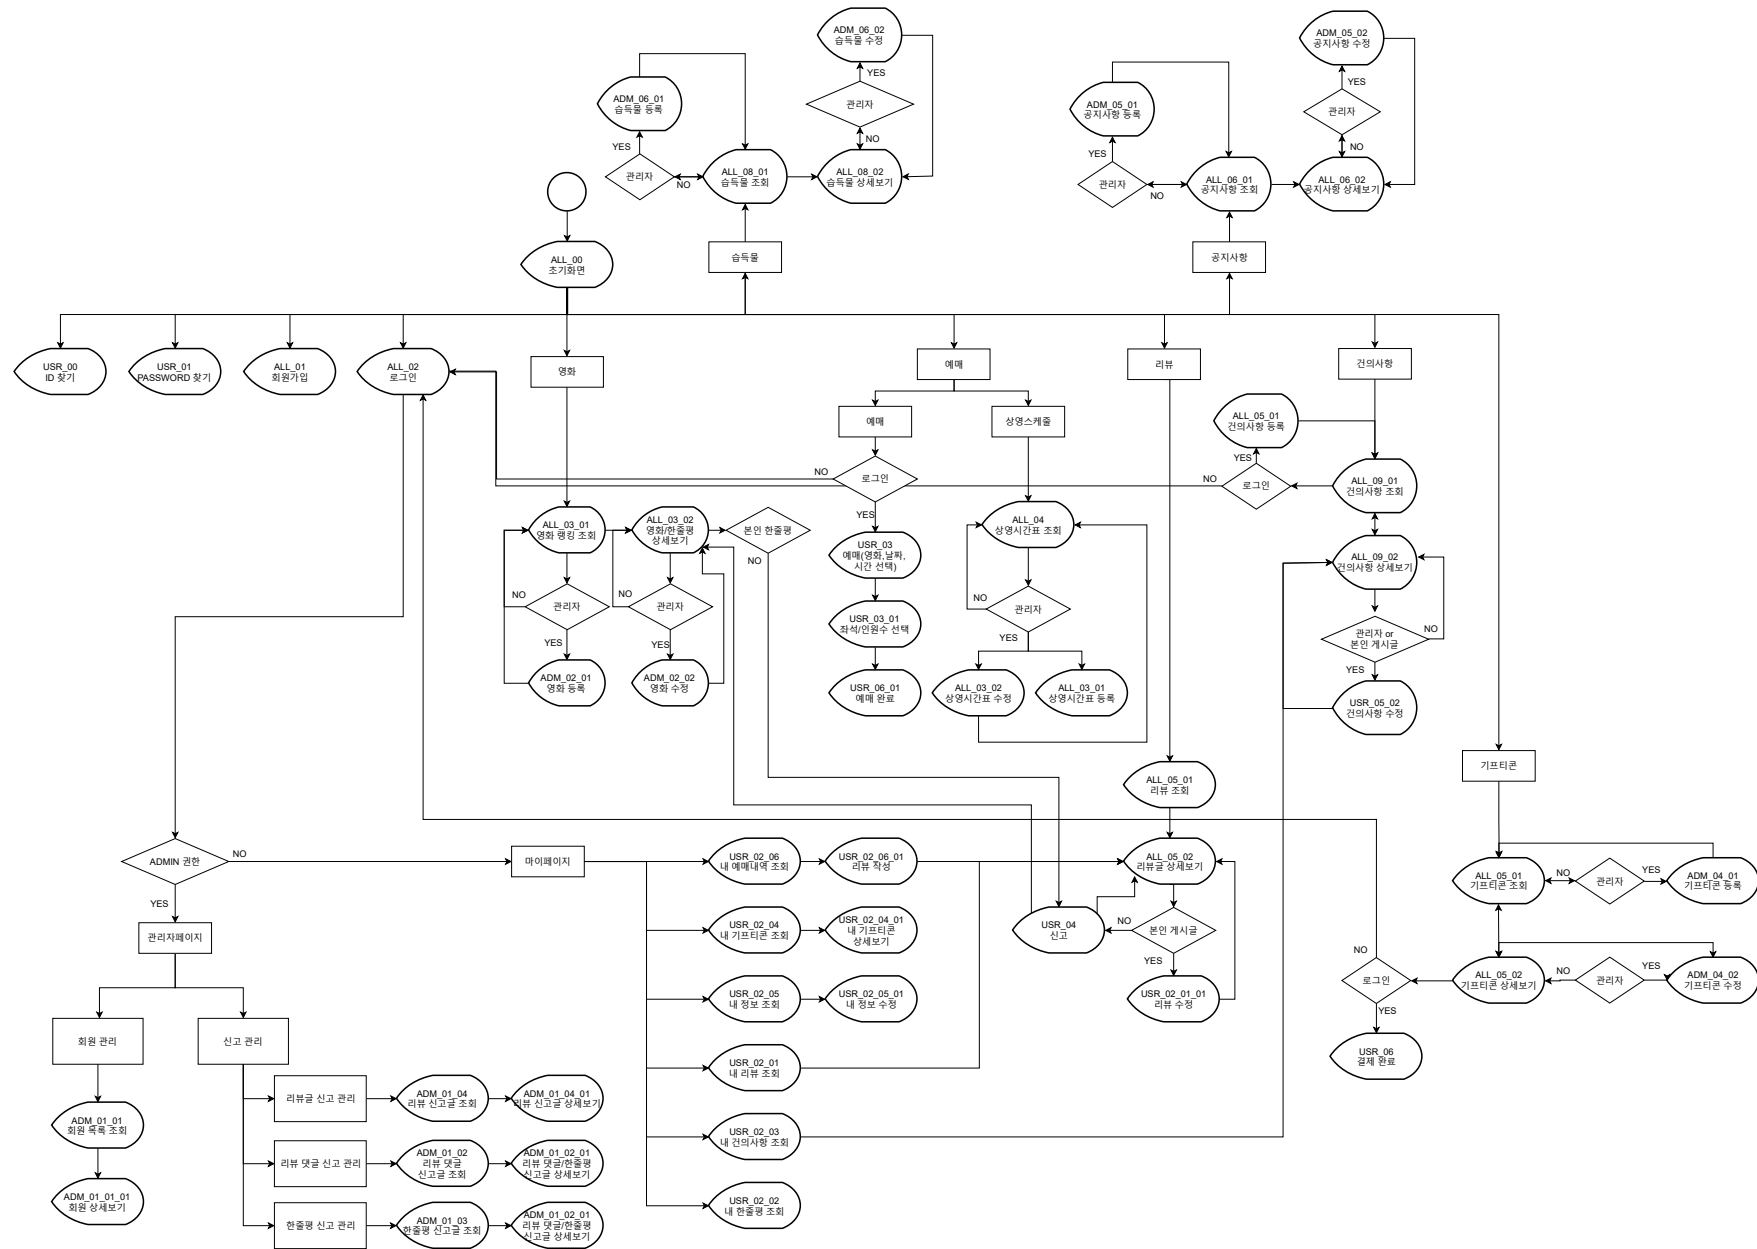 ADM_06_02
습득물 수정
YES
ADM_06_01
습득물 등록
관리자
YES
NO
관리자
NO
ALL_08_01
습득물 조회
ALL_08_02
습득물 상세보기
ADM_05_02
공지사항 수정
YES
ADM_05_01
공지사항 등록
관리자
YES
NO
관리자
NO
ALL_06_01
공지사항 조회
ALL_06_02
공지사항 상세보기
ALL_00
초기화면
습득물
공지사항
USR_00
ID 찾기
USR_01
PASSWORD 찾기
ALL_01
회원가입
ALL_02
로그인
영화
예매
리뷰
건의사항
예매
상영스케줄
ALL_05_01
건의사항 등록
YES
NO
로그인
NO
로그인
ALL_09_01
건의사항 조회
YES
ALL_03_01
영화 랭킹 조회
ALL_03_02
영화/한줄평
상세보기
본인 한줄평
NO
ALL_04
상영시간표 조회
USR_03
예매(영화,날짜,
시간 선택)
ALL_09_02
건의사항 상세보기
NO
관리자
YES
NO
관리자
YES
NO
관리자
YES
USR_03_01
좌석/인원수 선택
관리자 or
본인 게시글
NO
YES
ADM_02_01
영화 등록
ADM_02_02
영화 수정
USR_06_01
예매 완료
ALL_03_02
상영시간표 수정
ALL_03_01
상영시간표 등록
USR_05_02
건의사항 수정
ALL_05_01
리뷰 조회
기프티콘
ADMIN 권한
NO
YES
마이페이지
USR_02_06
내 예매내역 조회
USR_02_06_01
리뷰 작성
ALL_05_02
리뷰글 상세보기
ALL_05_01
기프티콘 조회
NO
관리자
YES
ADM_04_01
기프티콘 등록
관리자페이지
USR_02_04
내 기프티콘 조회
USR_02_04_01
내 기프티콘
상세보기
USR_04
신고
NO
본인 게시글
YES
NO
로그인
YES
ALL_05_02
기프티콘 상세보기
NO
관리자
YES
ADM_04_02
기프티콘 수정
USR_02_05
내 정보 조회
USR_02_05_01
내 정보 수정
USR_02_01_01
리뷰 수정
회원 관리
신고 관리
USR_06
결제 완료
USR_02_01
내 리뷰 조회
리뷰글 신고 관리
ADM_01_04
리뷰 신고글 조회
ADM_01_04_01
리뷰 신고글 상세보기
ADM_01_01
회원 목록 조회
USR_02_03
내 건의사항 조회
리뷰 댓글 신고 관리
ADM_01_02
리뷰 댓글
신고글 조회
ADM_01_02_01
리뷰 댓글/한줄평
신고글 상세보기
ADM_01_01_01
회원 상세보기
USR_02_02
내 한줄평 조회
한줄평 신고 관리
ADM_01_03
한줄평 신고글 조회
ADM_01_02_01
리뷰 댓글/한줄평
신고글 상세보기